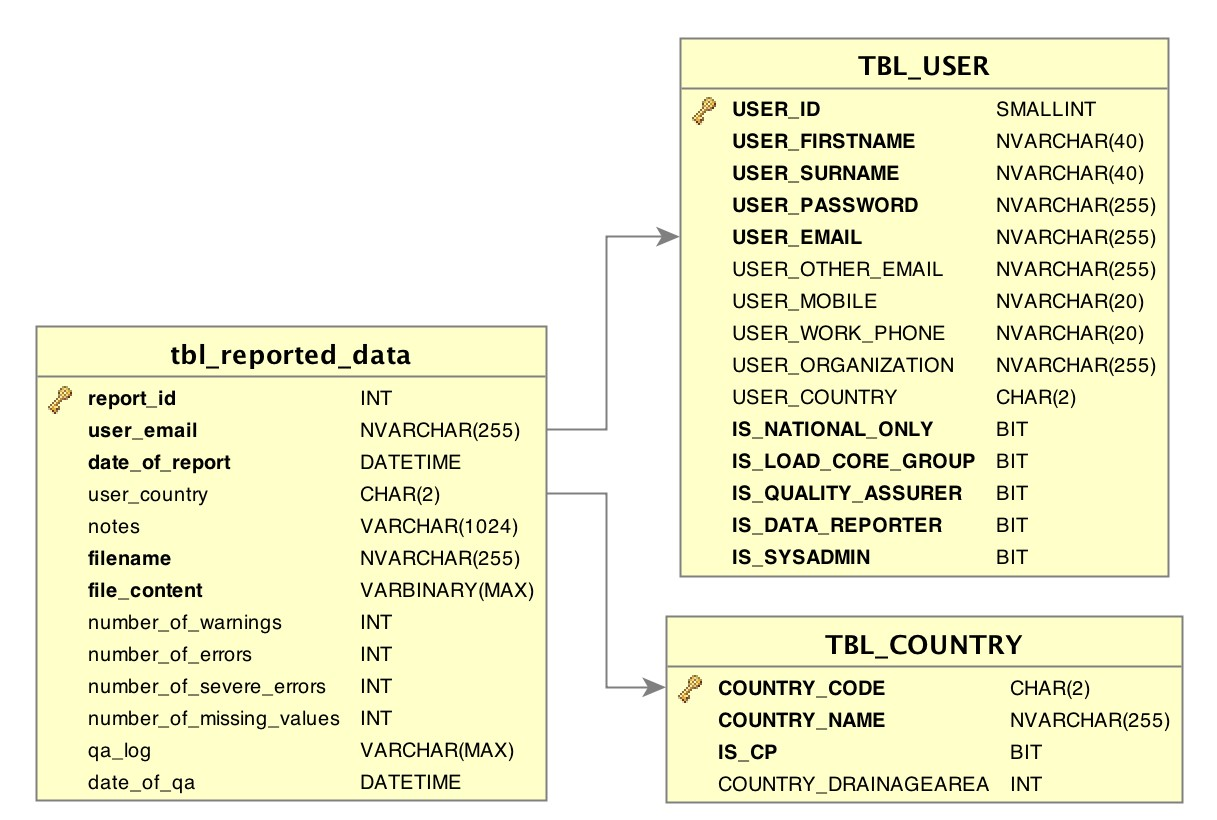 TBL_USER
USER_ID SMALLINT
USER_FIRSTNAME NVARCHAR(40)
USER_SURNAME NVARCHAR(40)
USER_PASSWORD NVARCHAR(255)
USER_EMAIL NVARCHAR(255)
USER_OTHER_EMAIL NVARCHAR(255)
USER_MOBILE NVARCHAR(20)
USER_WORK_PHONE NVARCHAR(20)
USER_ORGANIZATION NVARCHAR(255)
USER_COUNTRY CHAR(2)
IS_NATIONAL_ONLY BIT
IS_LOAD_CORE_GROUP BIT
IS_QUALITY_ASSURER BIT
IS_DATA_REPORTER BIT
IS_SYSADMIN BIT
tbl_reported_data
report_id INT
user_email NVARCHAR(255)
date_of_report DATETIME
user_country CHAR(2)
notes VARCHAR(1024)
filename NVARCHAR(255)
file_content VARBINARY(MAX)
number_of_warnings INT
number_of_errors INT
number_of_severe_errors INT
number_of_missing_values INT
qa_log VARCHAR(MAX)
date_of_qa DATETIME
TBL_COUNTRY
COUNTRY_CODE CHAR(2)
COUNTRY_NAME NVARCHAR(255)
IS_CP BIT
COUNTRY_DRAINAGEAREA INT